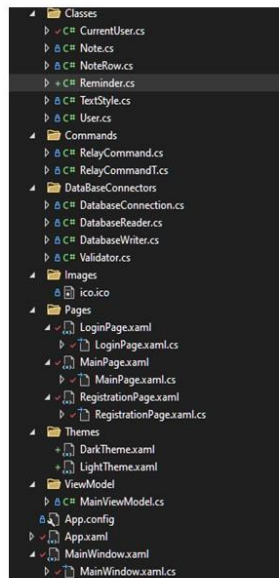 Classes
C# CurrentUser.cs
C# Note.cs
C# NoteRow.cs
C# Reminder.cs
C# TextStyle.cs
C# User.cs
Commands
C# RelayCommand.cs
C# RelayCommandT.cs
DataBaseConnectors
C# DatabaseConnection.cs
C# DatabaseReader.cs
C# DatabaseWriter.cs
C# Validator.cs
Images
ico.ico
Pages
LoginPage.xaml
LoginPage.xaml.cs
MainPage.xaml
MainPage.xaml.cs
RegistrationPage.xaml
RegistrationPage.xaml.cs
Themes
DarkTheme.xaml
LightTheme.xaml
ViewModel
C# MainViewModel.cs
App.config
App.xaml
MainWindow.xaml
MainWindow.xaml.cs